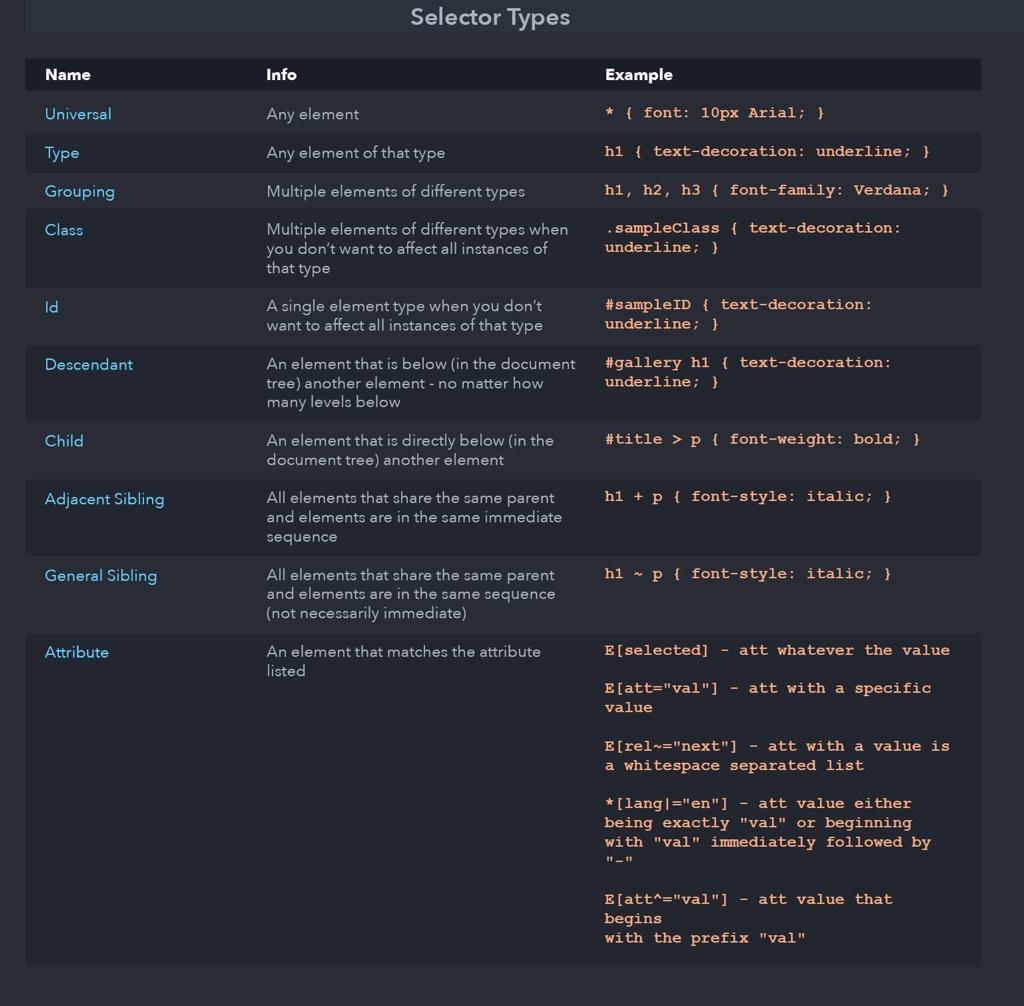 Selector Types
Name Info Example
Universal Any element * { font: 10px Arial; }
Type Any element of that type h1 { text-decoration: underline; }
Grouping Multiple elements of different types h1, h2, h3 { font-family: Verdana; }
Class Multiple elements of different types when .sampleClass { text-decoration:
you don't want to affect all instances of underline; }
that type
Id A single element type when you don't #sampleID { text-decoration:
want to affect all instances of that type underline; }
Descendant An element that is below (in the document #gallery h1 { text-decoration:
tree) another element - no matter how underline; }
many levels below
Child An element that is directly below (in the #title > p { font-weight: bold; }
document tree) another element
Adjacent Sibling All elements that share the same parent h1 + p { font-style: italic; }
and elements are in the same immediate
sequence
General Sibling All elements that share the same parent h1 ~ p { font-style: italic; }
and elements are in the same sequence
(not necessarily immediate)
Attribute An element that matches the attribute E[selected] - att whatever the value
listed
E[att="val"] - att with a specific
value
E[rel~="next"] - att with a value is
a whitespace separated list
*[lang|="en"] - att value either
being exactly "val" or beginning
with "val" immediately followed by
"-"
E[att^="val"] - att value that
begins
with the prefix "val"